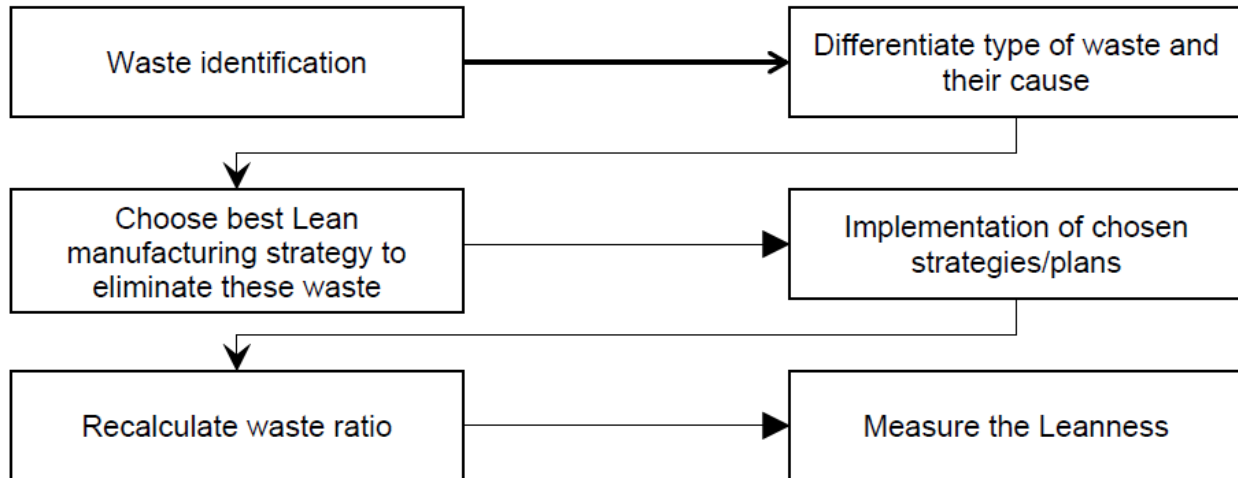 Waste identification
Differentiate type of waste and
their cause
Choose best Lean
manufacturing strategy to
eliminate these waste
Implementation of chosen
strategies/plans
Recalculate waste ratio
Measure the Leanness